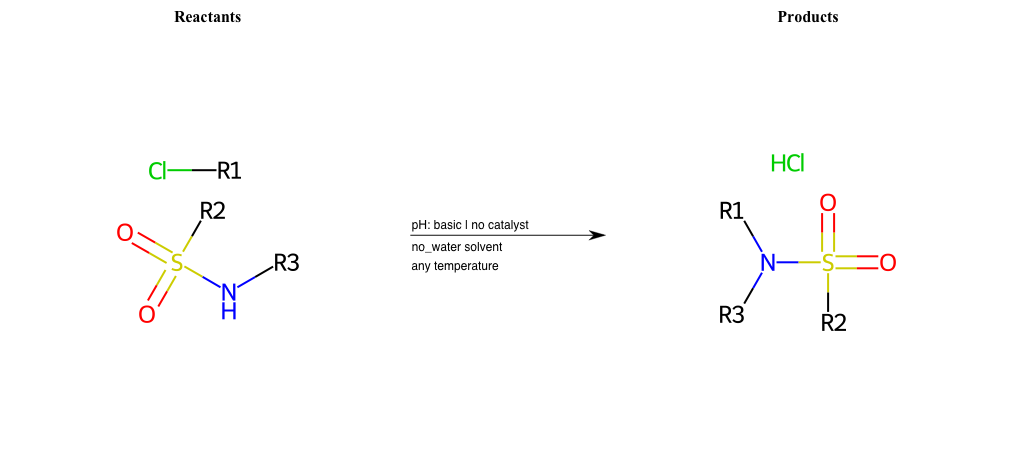 Reactants
Products
Cl R1
R2
O
S
R3
N
H
O
pH: basic | no catalyst
no_water solvent
any temperature
HCl
O
R1
N S O
R3
R2